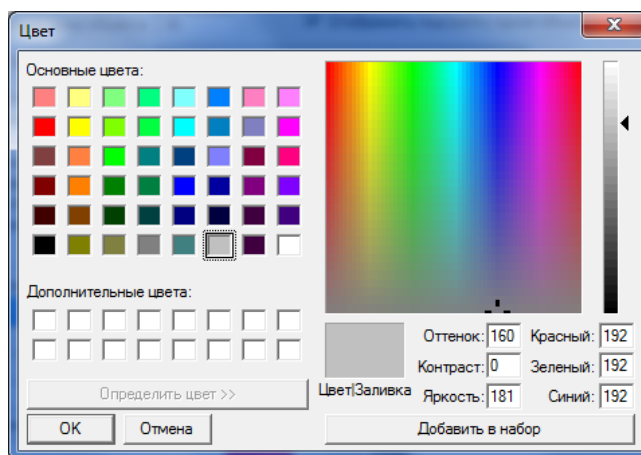 Цвет
Основные цвета:
Дополнительные цвета:
Определить цвет >>
OK
Отмена
Цвет|Заливка
Оттенок: 160
Контраст: 0
Яркость: 181
Красный: 192
Зеленый: 192
Синий: 192
Добавить в набор